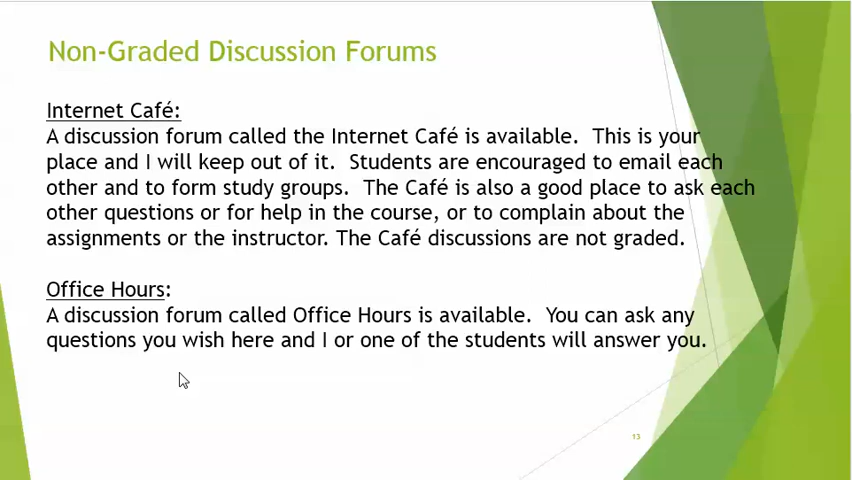 Non-Graded Discussion Forums
Internet Café:
A discussion forum called the Internet Café is available.  This is your
place and I will keep out of it.  Students are encouraged to email each
other and to form study groups.  The Café is also a good place to ask each
other questions or for help in the course, or to complain about the
assignments or the instructor. The Café discussions are not graded.
Office Hours:
A discussion forum called Office Hours is available.  You can ask any
questions you wish here and I or one of the students will answer you.
13